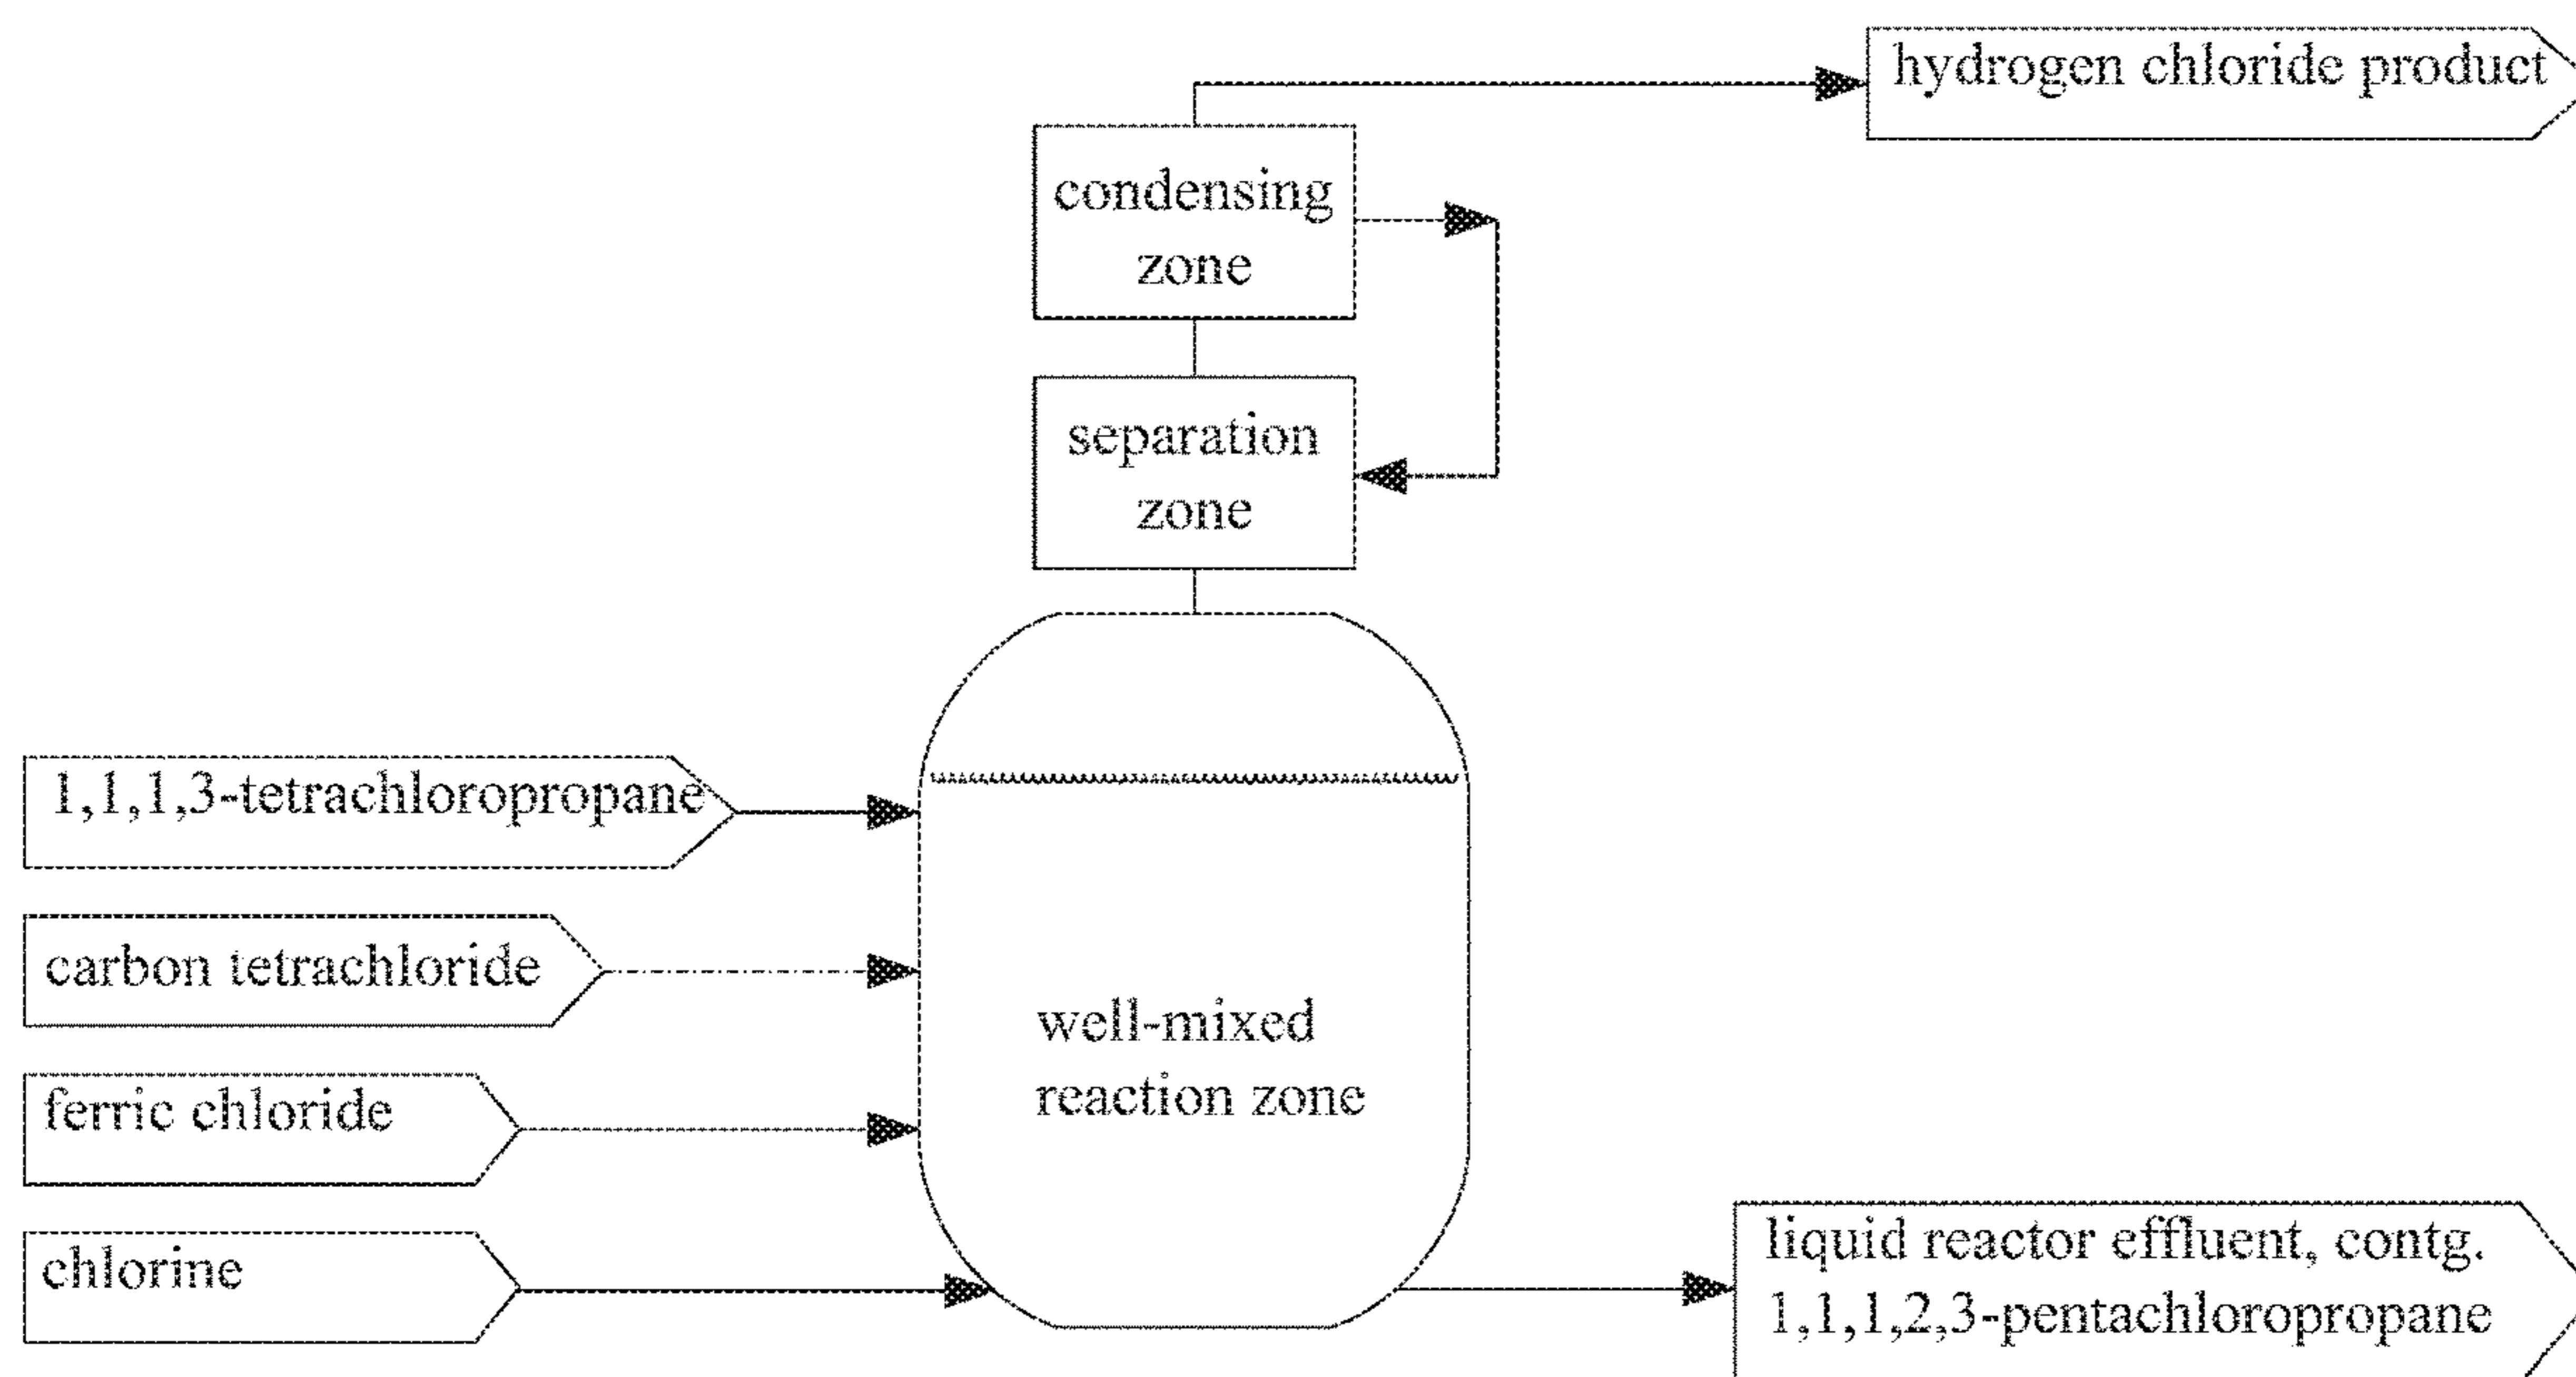 hydrogen chloride product
condensing
zone
separation
zone
1,1,1,3-tetrachloropropane
carbon tetrachloride
ferric chloride
chlorine
well-mixed
reaction zone
liquid reactor effluent, contg.
1,1,1,2,3-pentachloropropane